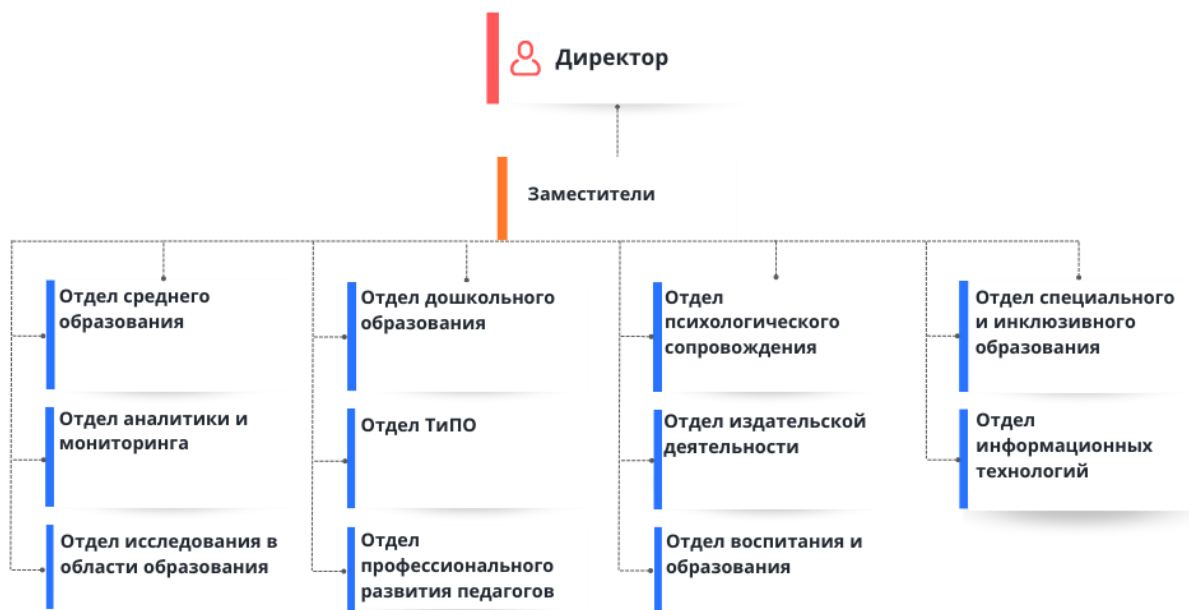 Директор
Заместители
Отдел среднего
образования
Отдел дошкольного
образования
Отдел
психологического
сопровождения
Отдел специального
и инклюзивного
образования
Отдел аналитики и
мониторинга
Отдел ТиПО
Отдел издательской
деятельности
Отдел
информационных
технологий
Отдел исследования в
области образования
Отдел
профессионального
развития педагогов
Отдел воспитания и
образования